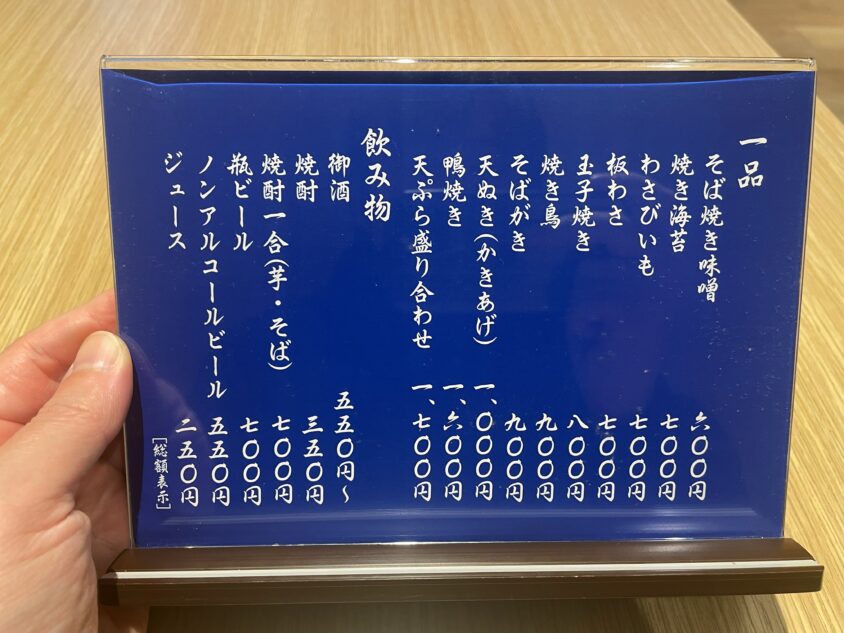 一品
そば焼き味噌 六〇〇円
焼き海苔 七〇〇円
わさびいも 七〇〇円
板わさ 七〇〇円
玉子焼き 八〇〇円
焼き鳥 九〇〇円
そばがき 九〇〇円
天ぬき(かきあげ) 一、〇〇〇円
鴨焼き 一、六〇〇円
天ぷら盛り合わせ 一、七〇〇円
飲み物
御酒 五五〇円〜
焼酎 三五〇円
焼酎一合(芋・そば) 七〇〇円
瓶ビール 七〇〇円
ノンアルコールビール 五五〇円
ジュース 二五〇円
[総額表示]